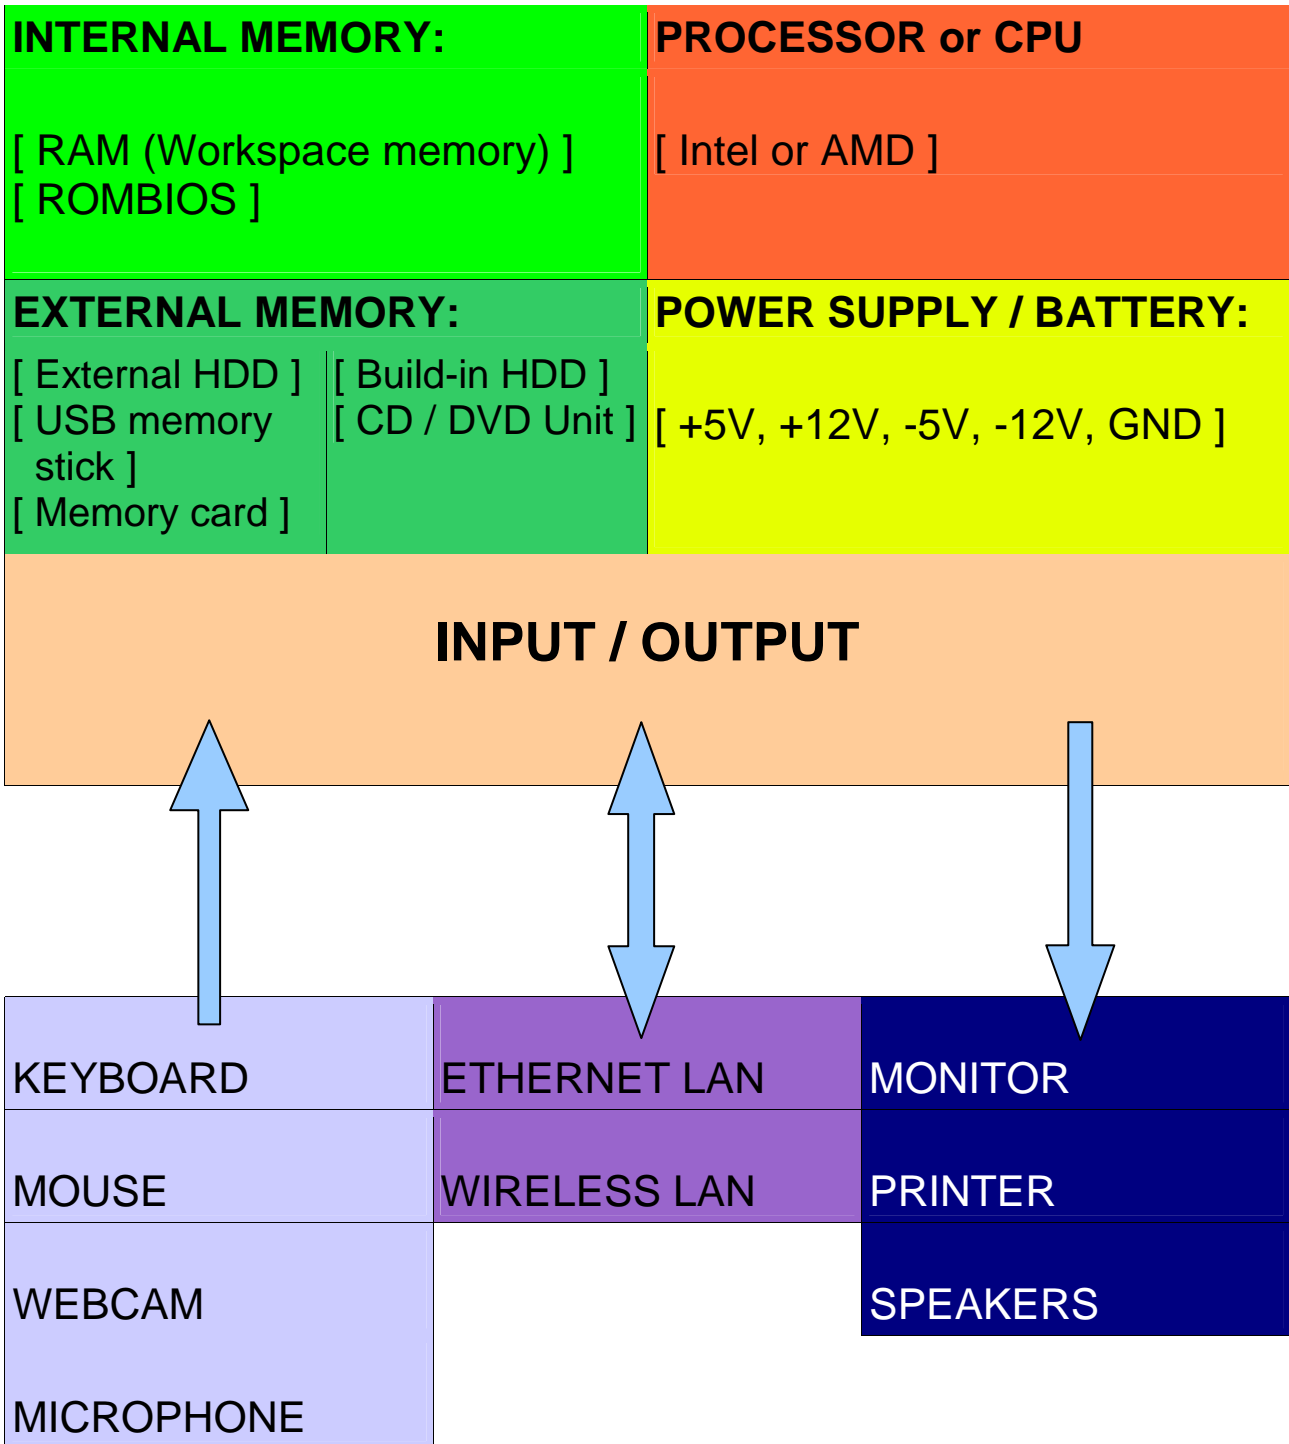 INTERNAL MEMORY:
[ RAM (Workspace memory) ]
[ ROMBIOS ]
PROCESSOR or CPU
[ Intel or AMD ]
EXTERNAL MEMORY:
[ External HDD ]
[ USB memory
stick ]
[ Memory card ]
[ Build-in HDD ]
[ CD / DVD Unit ]
POWER SUPPLY / BATTERY:
[ +5V, +12V, -5V, -12V, GND ]
INPUT / OUTPUT
KEYBOARD
MOUSE
WEBCAM
MICROPHONE
ETHERNET LAN
WIRELESS LAN
MONITOR
PRINTER
SPEAKERS